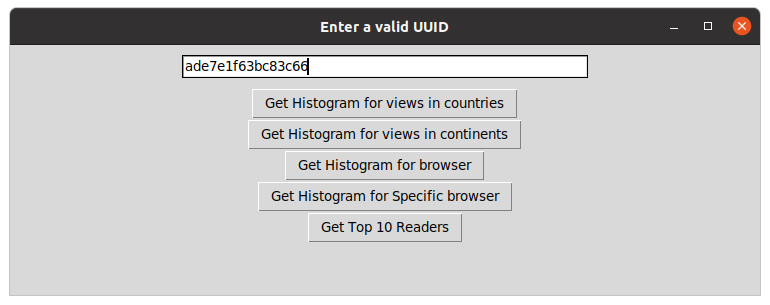 Enter a valid UUID
ade7e1f63bc83c66
Get Histogram for views in countries
Get Histogram for views in continents
Get Histogram for browser
Get Histogram for Specific browser
Get Top 10 Readers